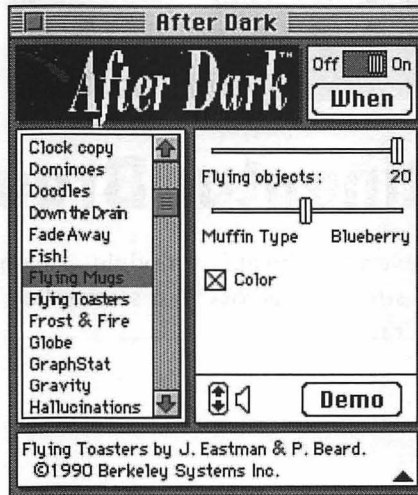 After Dark
After Dark™
Off On
When
Clock copy
Dominoes
Doodles
Down the Drain
Fade Away
Fish!
Flying Mugs
Flying Toasters
Frost & Fire
Globe
GraphStat
Gravity
Hallucinations
Flying objects: 20
Muffin Type Blueberry
Color
Demo
Flying Toasters by J. Eastman & P. Beard.
©1990 Berkeley Systems Inc.